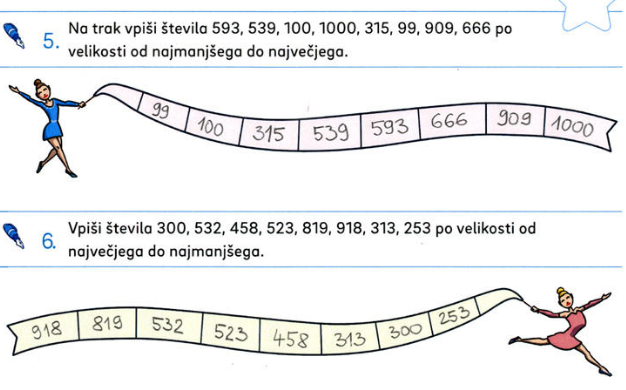 5. Na trak vpiši števila 593, 539, 100, 1000, 315, 99, 909, 666 po
velikosti od najmanjšega do največjega.
99 100 315 539 593 666 909 1000
6. Vpiši števila 300, 532, 458, 523, 819, 918, 313, 253 po velikosti od
največjega do najmanjšega.
918 819 532 523 458 313 300 253